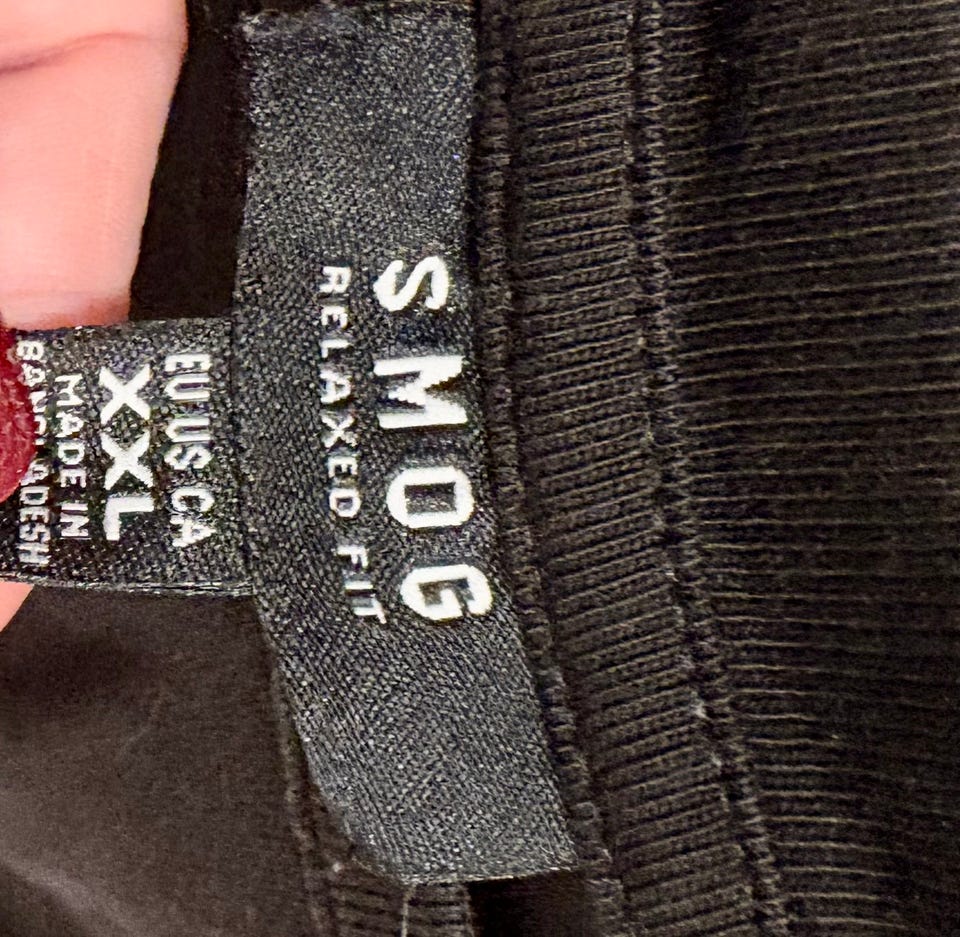 SMOG
RELAXED FIT
EU US CA
XXL
MADE IN
BANGLADESH